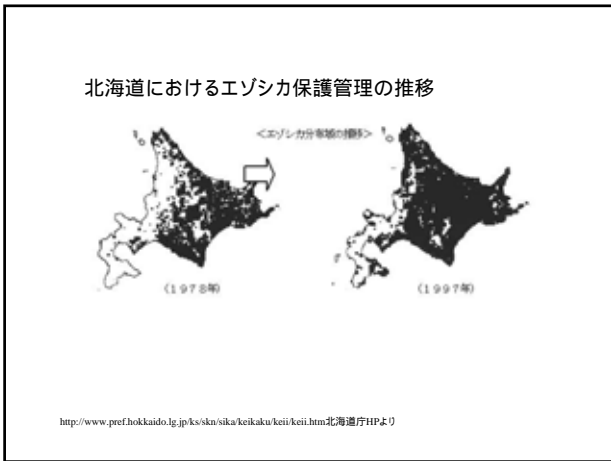 北海道におけるエゾシカ保護管理の推移
<エゾシカ分布域の推移>
(1978年)
(1997年)
http://www.pref.hokkaido.lg.jp/ks/skn/sika/keikaku/keii/keii.htm北海道庁HPより